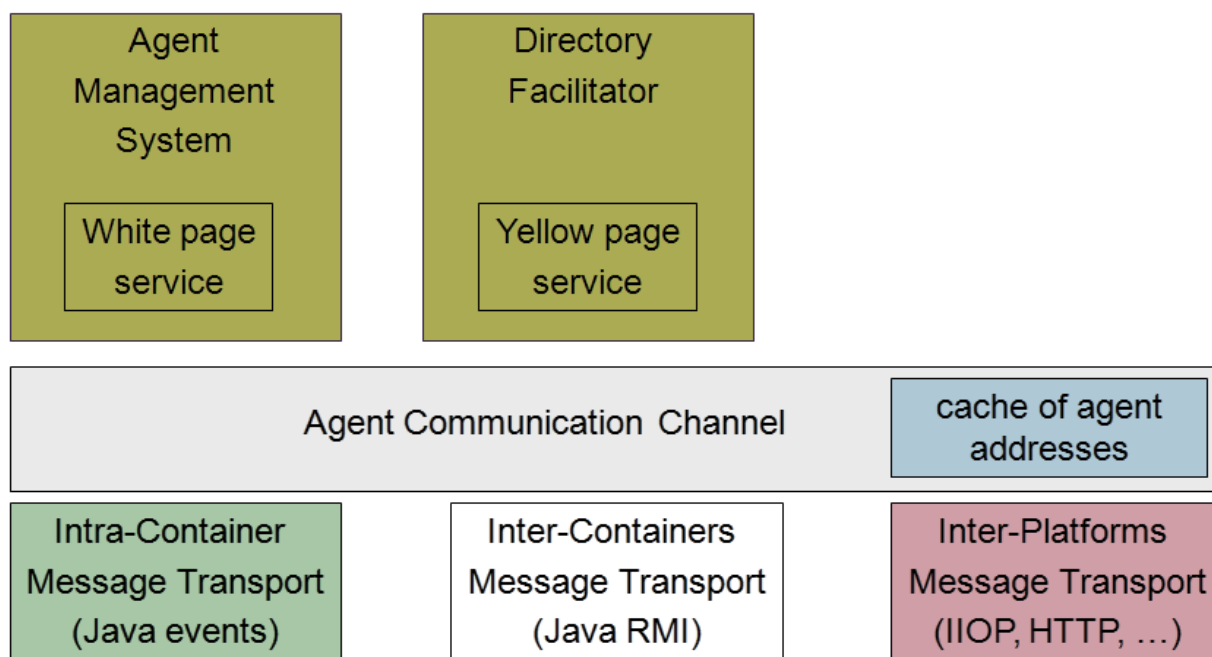 Agent
Management
System
White page
service
Directory
Facilitator
Yellow page
service
Agent Communication Channel
cache of agent
addresses
Intra-Container
Message Transport
(Java events)
Inter-Containers
Message Transport
(Java RMI)
Inter-Platforms
Message Transport
(IIOP, HTTP, …)